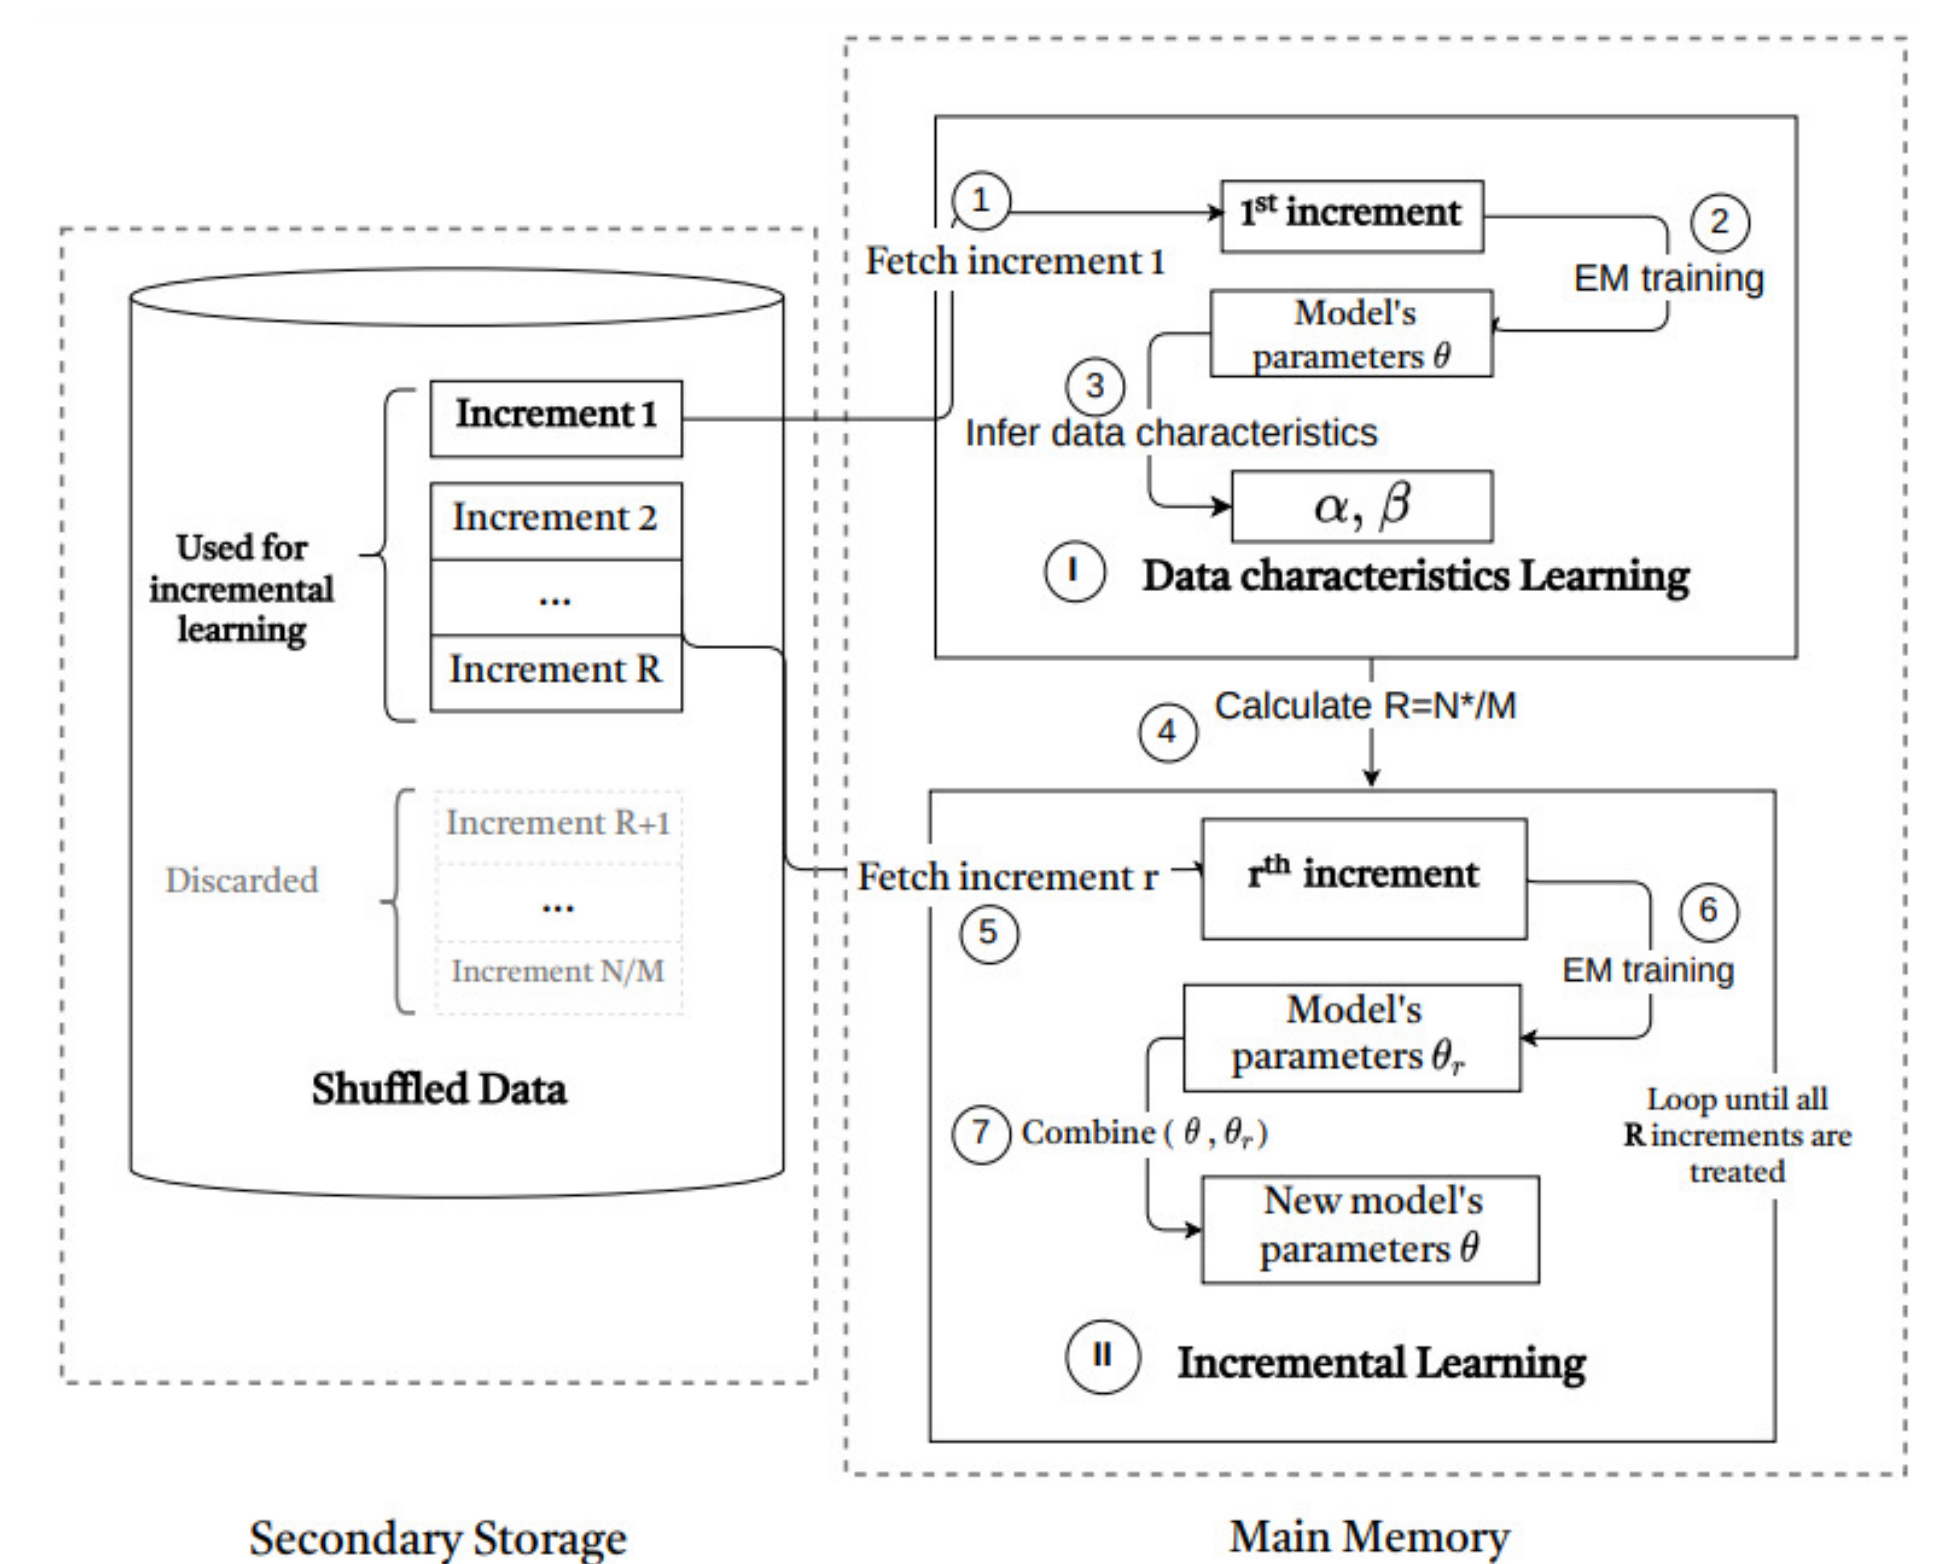 Increment 1
Increment 2
...
Increment R
Used for
incremental
learning
Increment R+1
...
Increment N/M
Discarded
Shuffled Data
Secondary Storage
1
Fetch increment 1
1st increment
2
EM training
Model's
parameters θ
3
Infer data characteristics
α, β
I
Data characteristics Learning
4
Calculate R=N*/M
Fetch increment r
5
rth increment
6
EM training
Model's
parameters θr
7
Combine ( θ , θr )
New model's
parameters θ
Loop until all
R increments are
treated
II
Incremental Learning
Main Memory